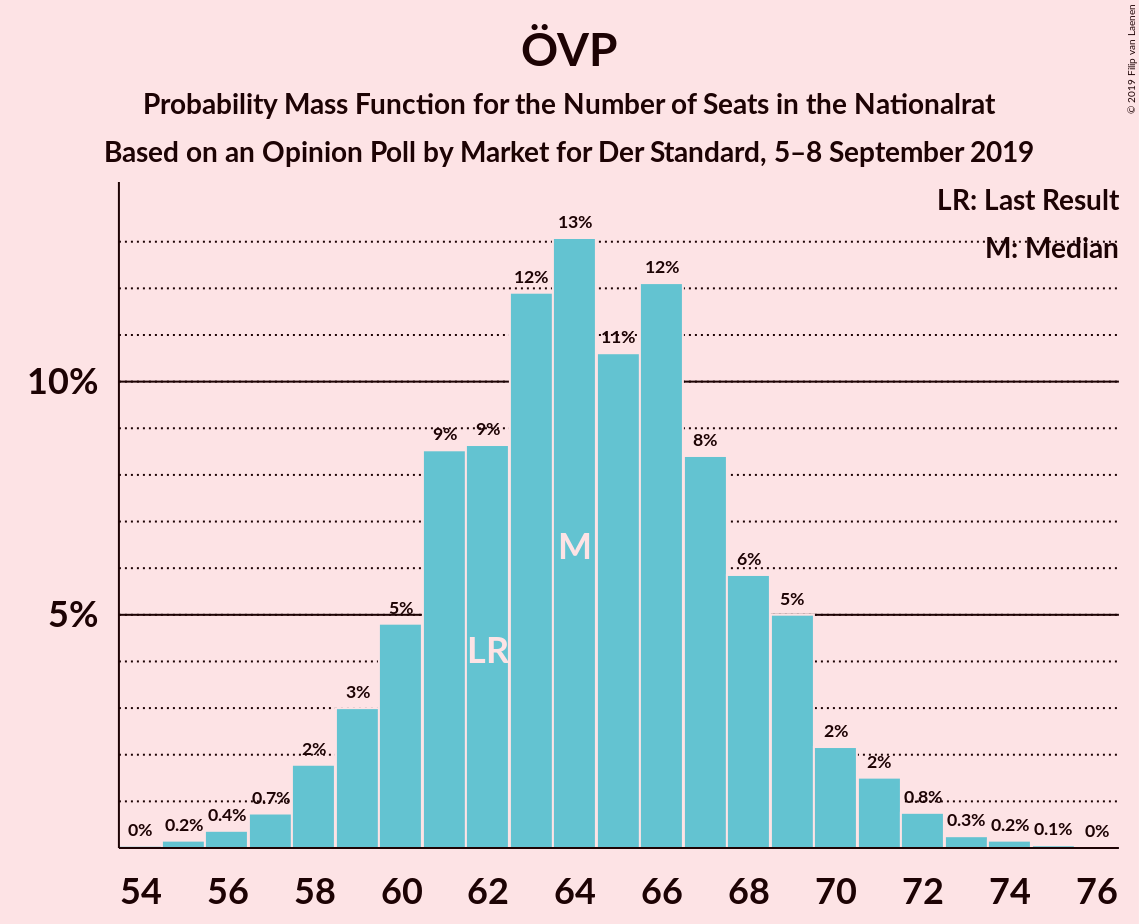 ÖVP
Probability Mass Function for the Number of Seats in the Nationalrat
Based on an Opinion Poll by Market for Der Standard, 5–8 September 2019
© 2019 Filip van Laenen
LR: Last Result
M: Median
10%
5%
0%
0.2%
0.4%
0.7%
2%
3%
5%
9%
9%
12%
13%
11%
12%
8%
6%
5%
2%
2%
0.8%
0.3%
0.2%
0.1%
0%
M
LR
54 56 58 60 62 64 66 68 70 72 74 76